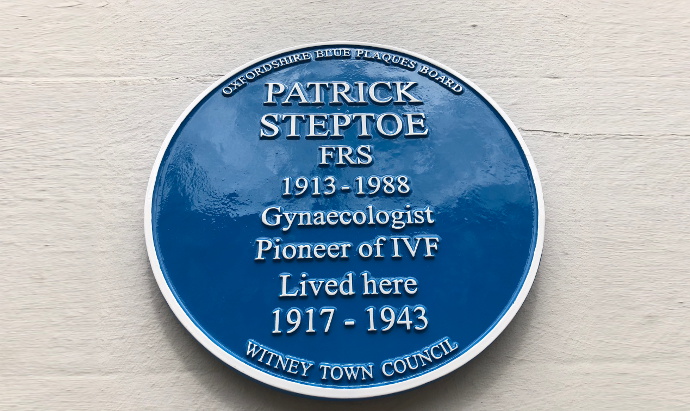 OXFORDSHIRE BLUE PLAQUES BOARD
PATRICK
STEPTOE
FRS
1913-1988
Gynaecologist
Pioneer of IVF
Lived here
1917 - 1943
WITNEY TOWN COUNCIL